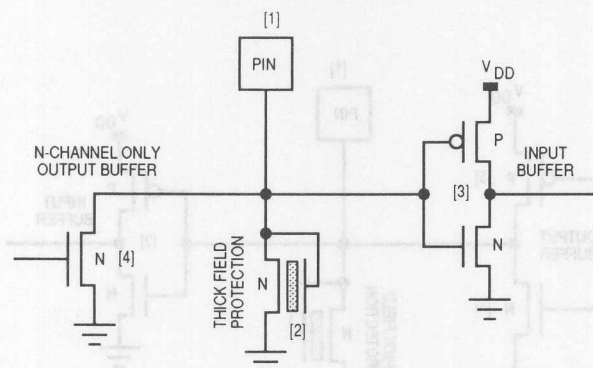 [1]
PIN
V DD
N-CHANNEL ONLY
OUTPUT BUFFER
P
INPUT
BUFFER
[3]
N
[4]
N
THICK FIELD
PROTECTION
N
[2]